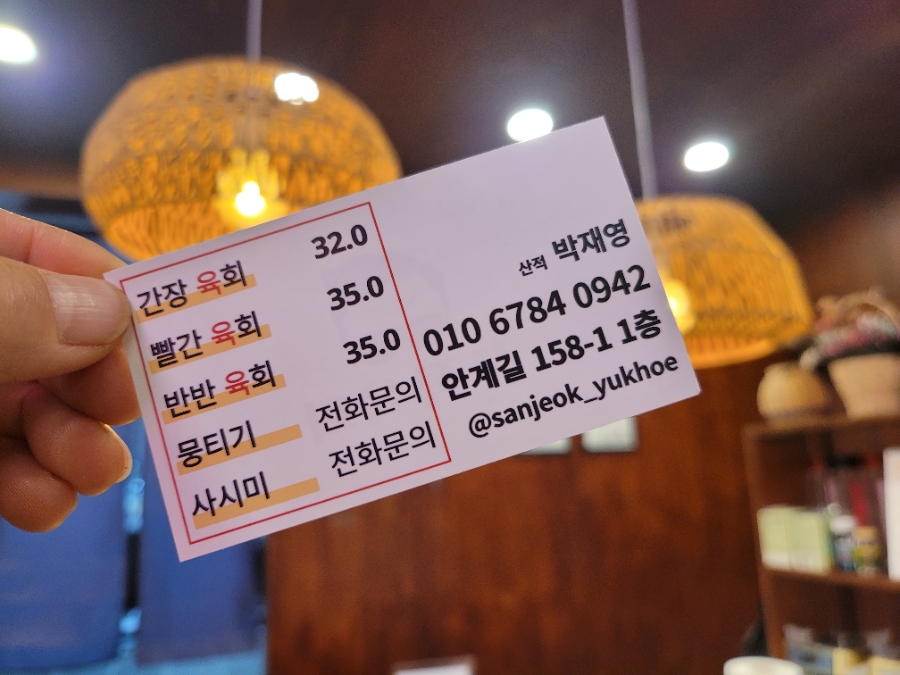 간장 육회 32.0
빨간 육회 35.0
반반 육회 35.0
뭉티기 전화문의
사시미 전화문의
산적 박재영
010 6784 0942
안계길 158-1 1층
@sanjeok_yukhoe